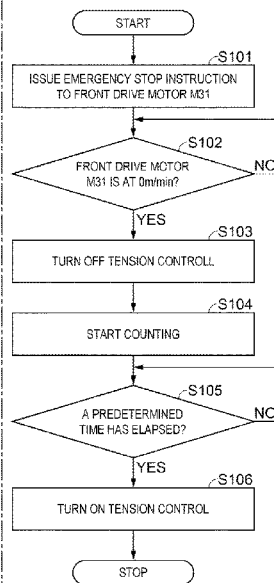 START
S101
ISSUE EMERGENCY STOP INSTRUCTION
TO FRONT DRIVE MOTOR M31
S102
FRONT DRIVE MOTOR
M31 IS AT 0m/min?
NO
YES
S103
TURN OFF TENSION CONTROLL
S104
START COUNTING
S105
A PREDETERMINED
TIME HAS ELAPSED?
NO
YES
S106
TURN ON TENSION CONTROL
STOP